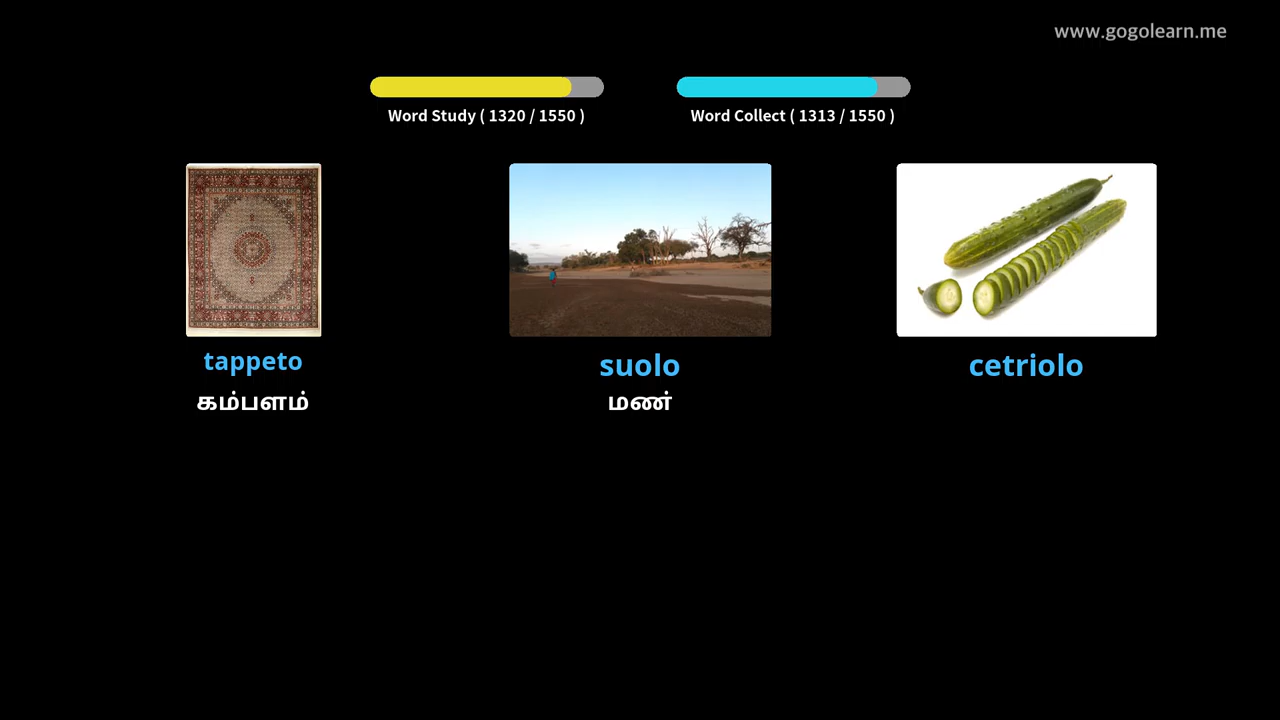 www.gogolearn.me
Word Study ( 1320 / 1550 )
Word Collect ( 1313 / 1550 )
tappeto
suolo
cetriolo
கம்பளம்
மண்